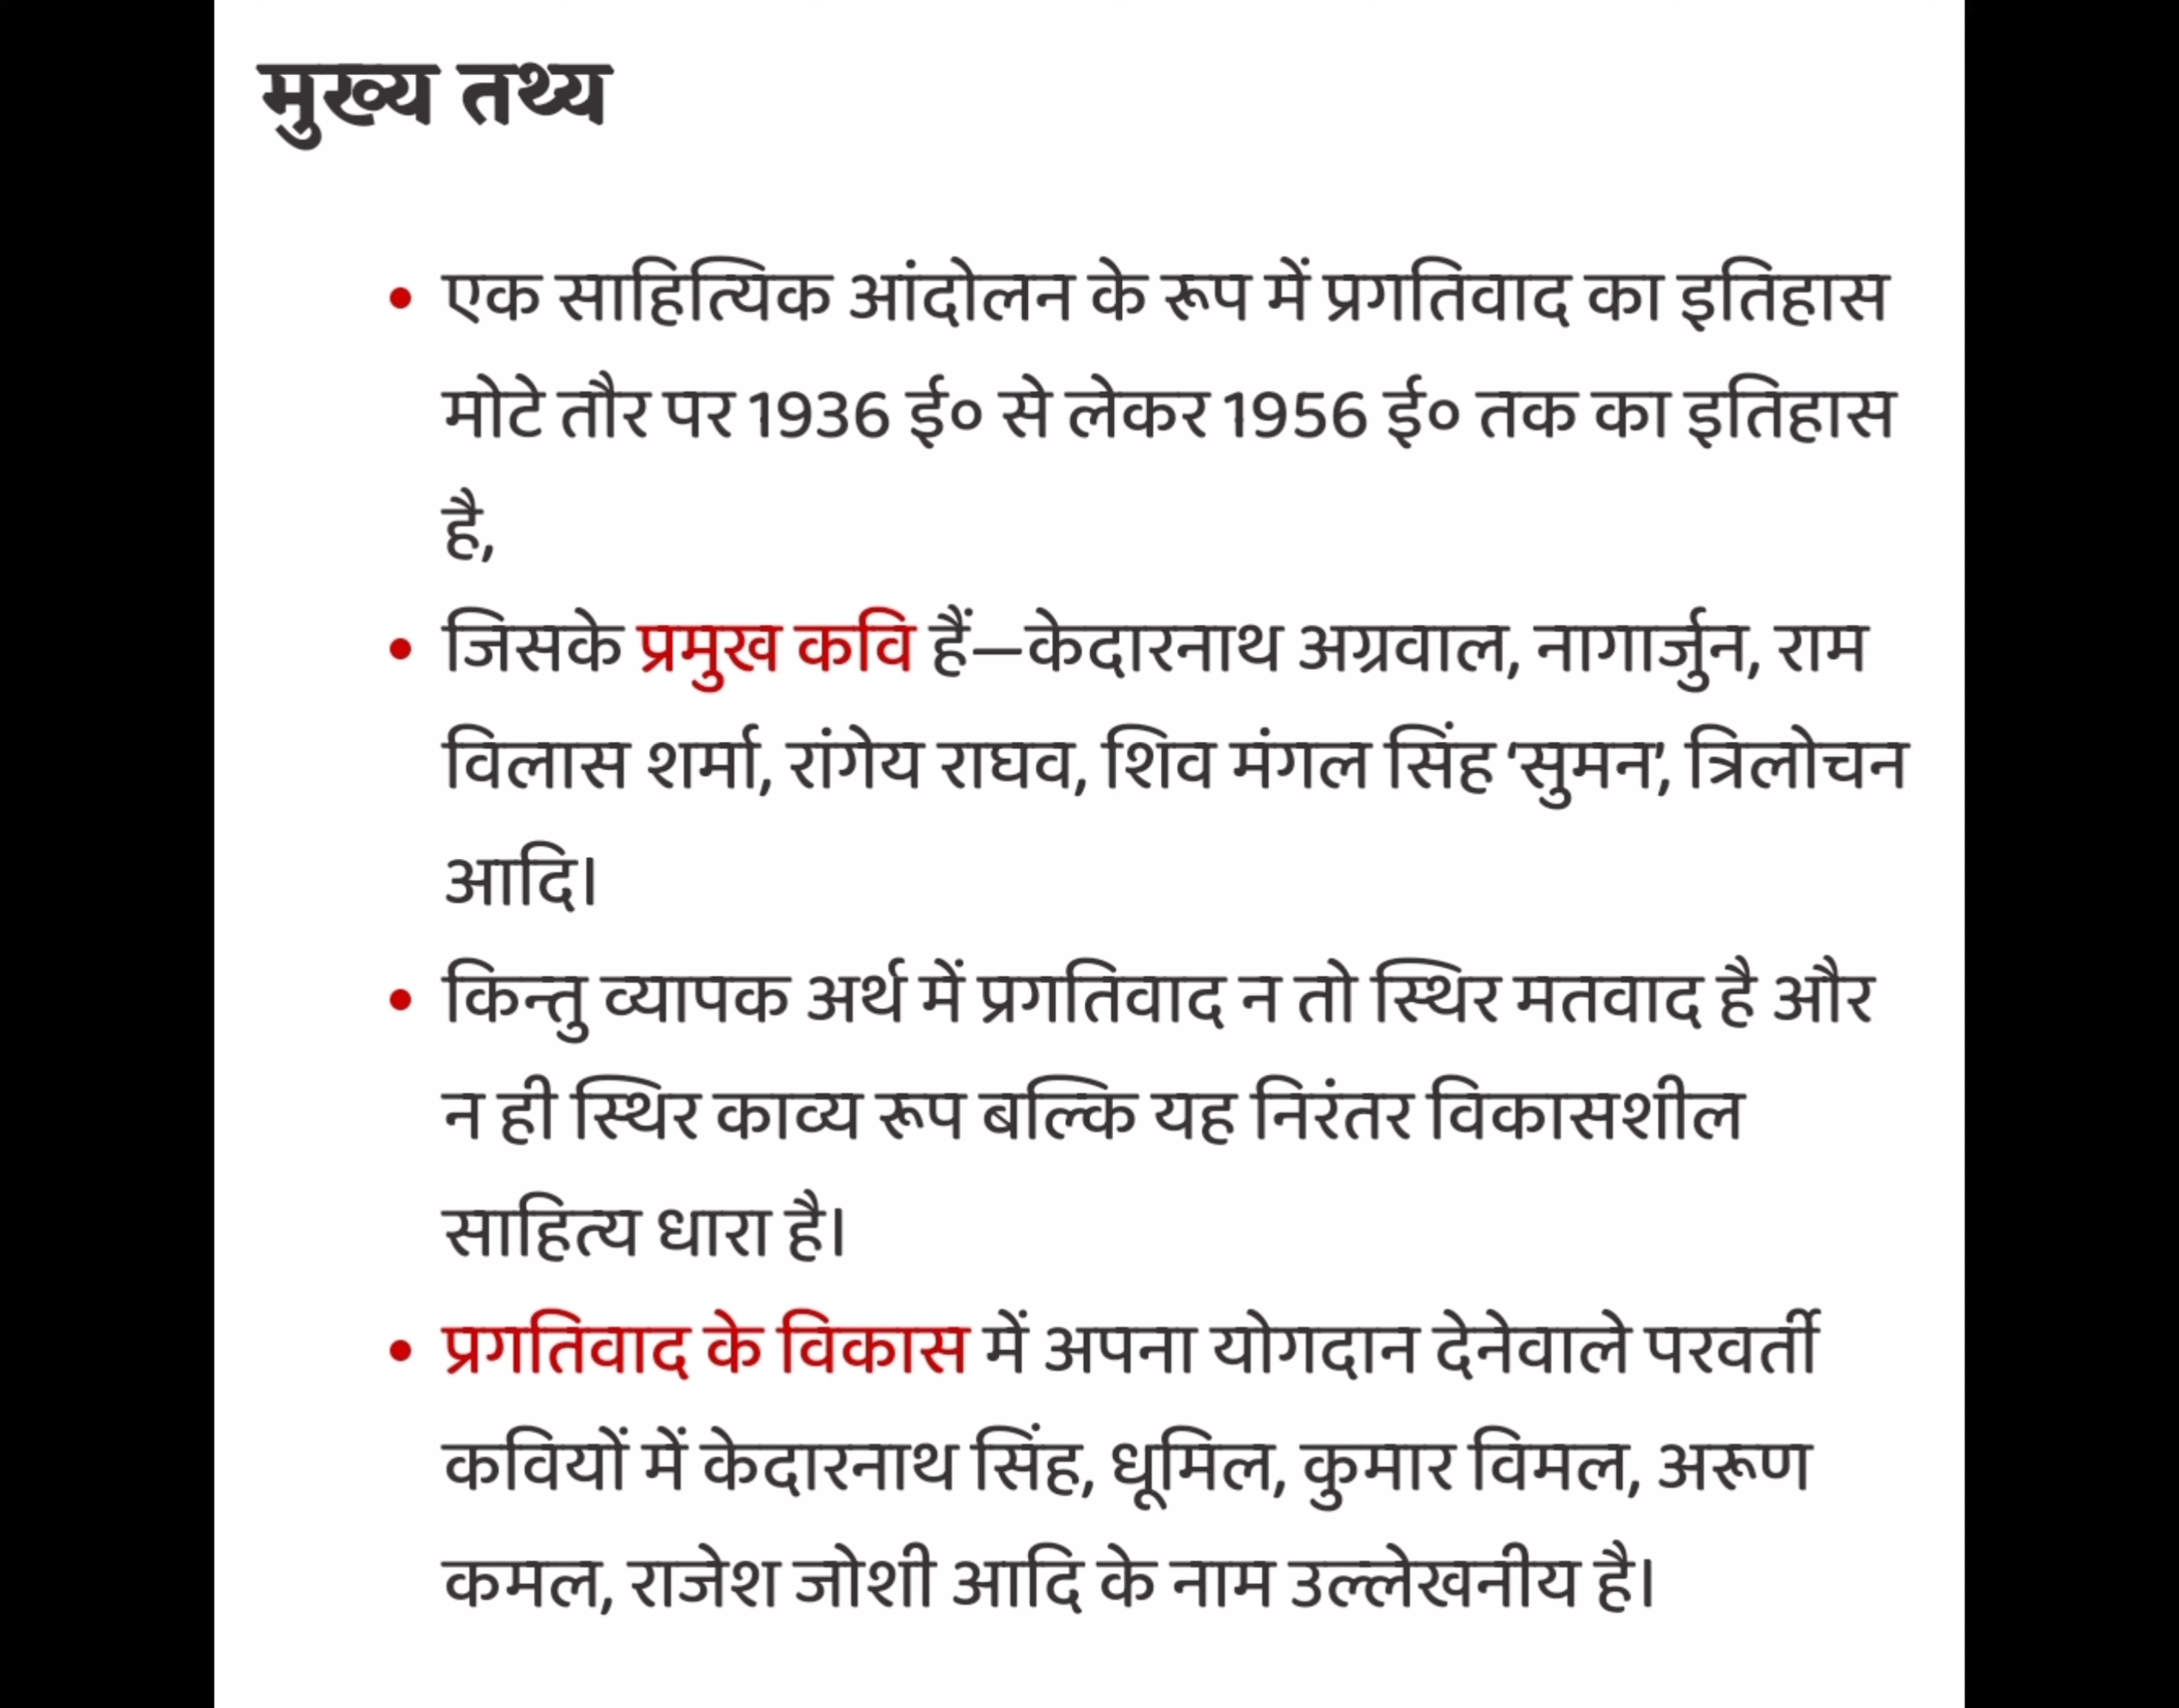 मुख्य तथ्य
• एक साहित्यिक आंदोलन के रूप में प्रगतिवाद का इतिहास
मोटे तौर पर 1936 ई० से लेकर 1956 ई० तक का इतिहास
है,
• जिसके प्रमुख कवि हैं—केदारनाथ अग्रवाल, नागार्जुन, राम
विलास शर्मा, रांगेय राघव, शिव मंगल सिंह ‘सुमन’, त्रिलोचन
आदि।
• किन्तु व्यापक अर्थ में प्रगतिवाद न तो स्थिर मतवाद है और
न ही स्थिर काव्य रूप बल्कि यह निरंतर विकासशील
साहित्य धारा है।
• प्रगतिवाद के विकास में अपना योगदान देनेवाले परवर्ती
कवियों में केदारनाथ सिंह, धूमिल, कुमार विमल, अरूण
कमल, राजेश जोशी आदि के नाम उल्लेखनीय है।